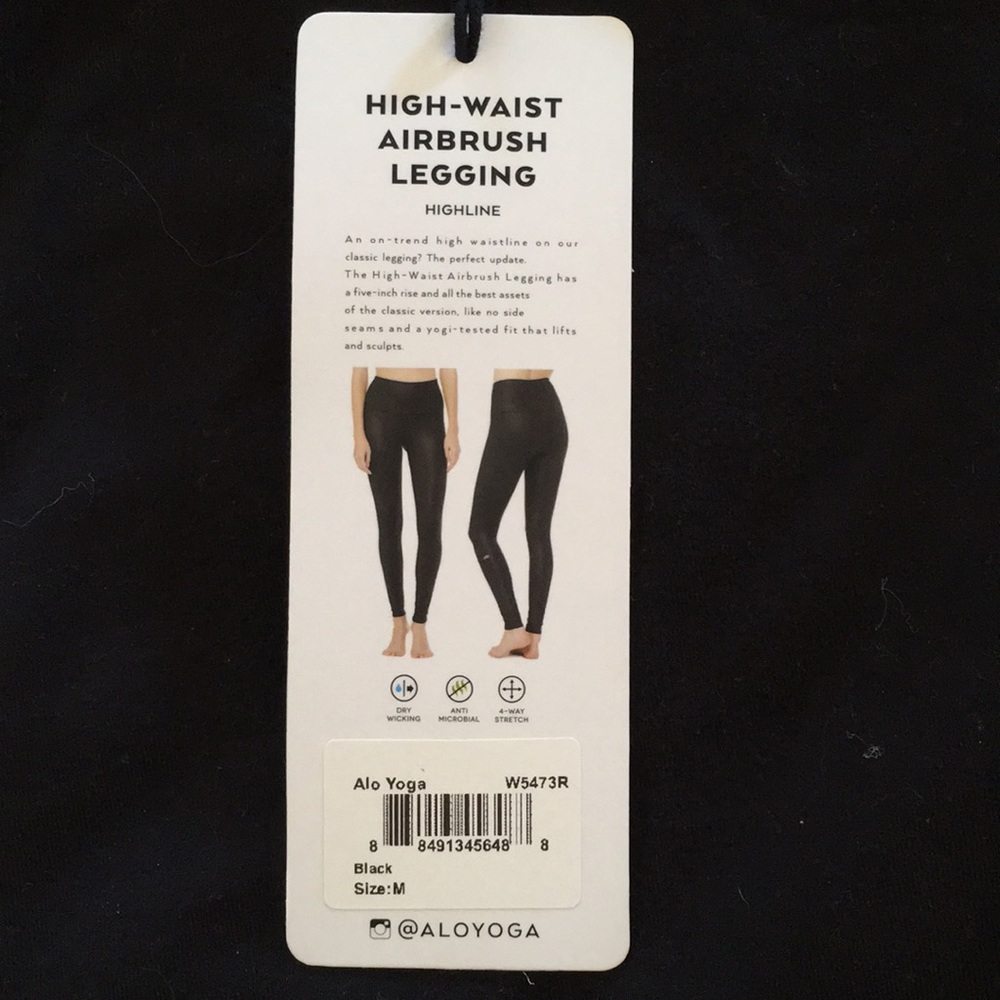 HIGH-WAIST
AIRBRUSH
LEGGING
HIGHLINE
An on-trend high waistline on our
classic legging? The perfect update.
The High-Waist Airbrush Legging has
a five-inch rise and all the best assets
of the classic version, like no side
seams and a yogi-tested fit that lifts
and sculpts.
DRY
WICKING
ANTI
MICROBIAL
4-WAY
STRETCH
Alo Yoga W5473R
8 8491345648 8
Black
Size:M
@ALOYOGA